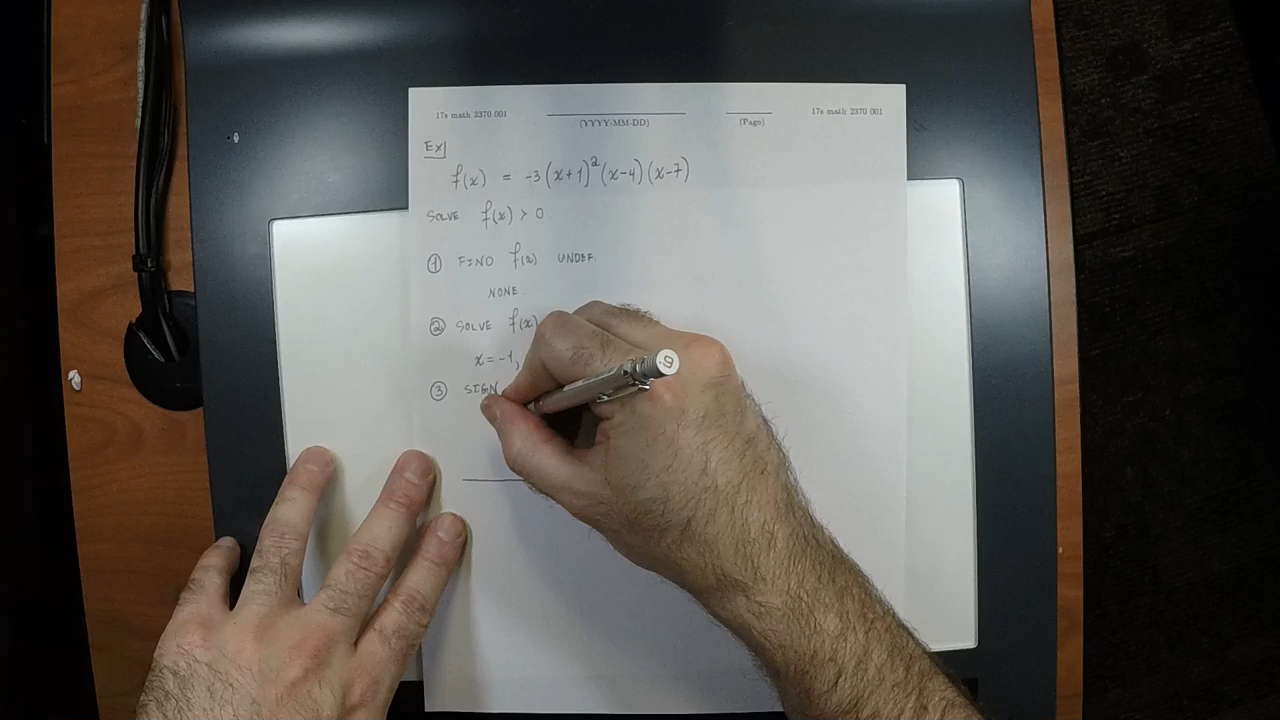 17s math 2370 001 (YYYY-MM-DD) (Page) 17s math 2370 001
Ex
f(x) = -3(x+1)²(x-4)(x-7)
SOLVE f(x) > 0.
① FIND f(x) UNDEF.
NONE.
② SOLVE f(x)
x = -1,
③ SIGN